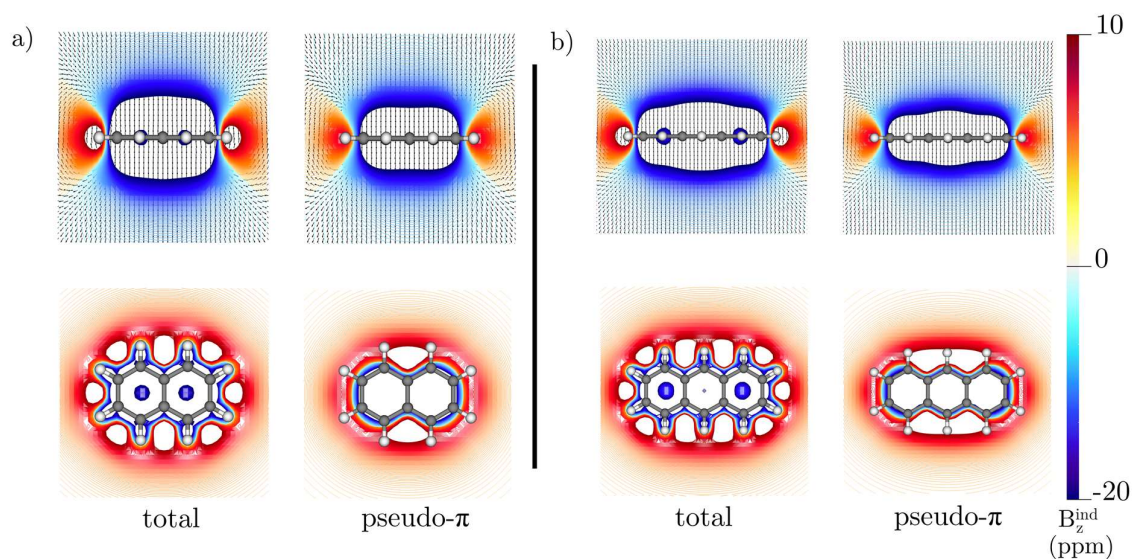 a)
b)
10
0
-20
total
pseudo-π
total
pseudo-π
B_z^ind
(ppm)